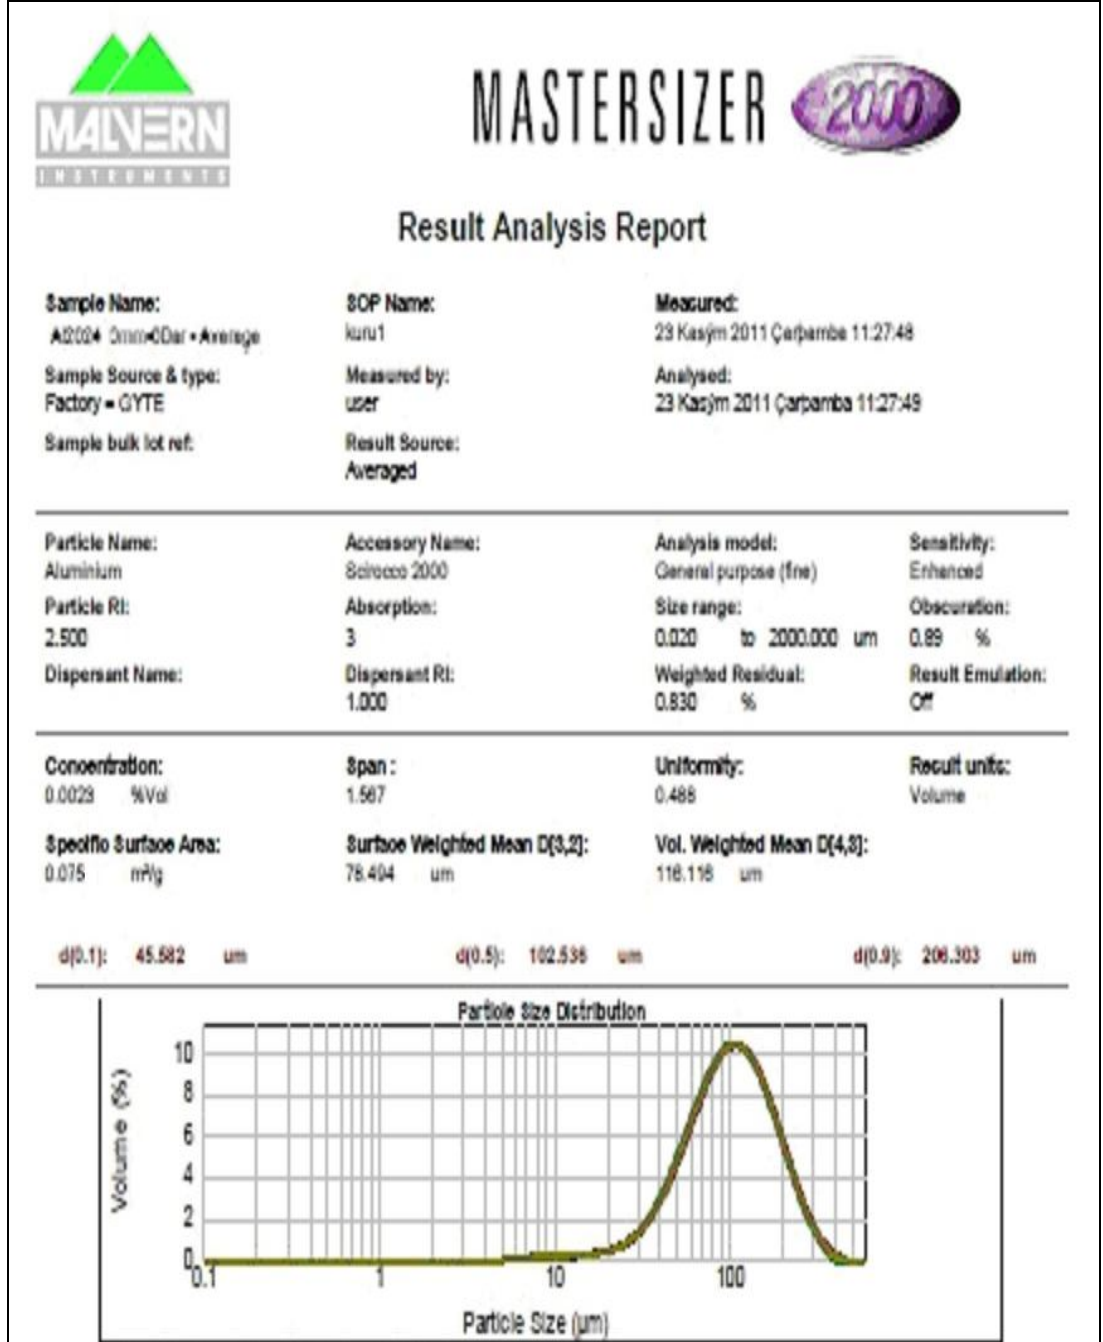 MALVERN
INSTRUMENTS
MASTERSIZER 2000
Result Analysis Report
Sample Name: SOP Name: Measured:
Average kuru1 23 Kasým 2011 Çarþamba 11:27:48
Sample Source & type: Measured by: Analysed:
Factory = GYTE user 23 Kasým 2011 Çarþamba 11:27:49
Sample bulk lot ref: Result Source:
Averaged
Particle Name: Accessory Name: Analysis model: Sensitivity:
Aluminium Scirocco 2000 General purpose (fine) Enhanced
Particle RI: Absorption: Size range: Obscuration:
2.500 3 0.020 to 2000.000 um 0.89 %
Dispersant Name: Dispersant RI: Weighted Residual: Result Emulation:
1.000 0.830 % Off
Concentration: Span : Uniformity: Result units:
0.0023 %Vol 1.567 0.488 Volume
Specific Surface Area: Surface Weighted Mean D[3,2]: Vol. Weighted Mean D[4,3]:
0.075 m²/g 78.494 um 116.116 um
d(0.1): 45.582 um d(0.5): 102.536 um d(0.9): 206.303 um
Particle Size Distribution
Volume (%)
10
8
6
4
2
0
0.1 1 10 100
Particle Size (µm)